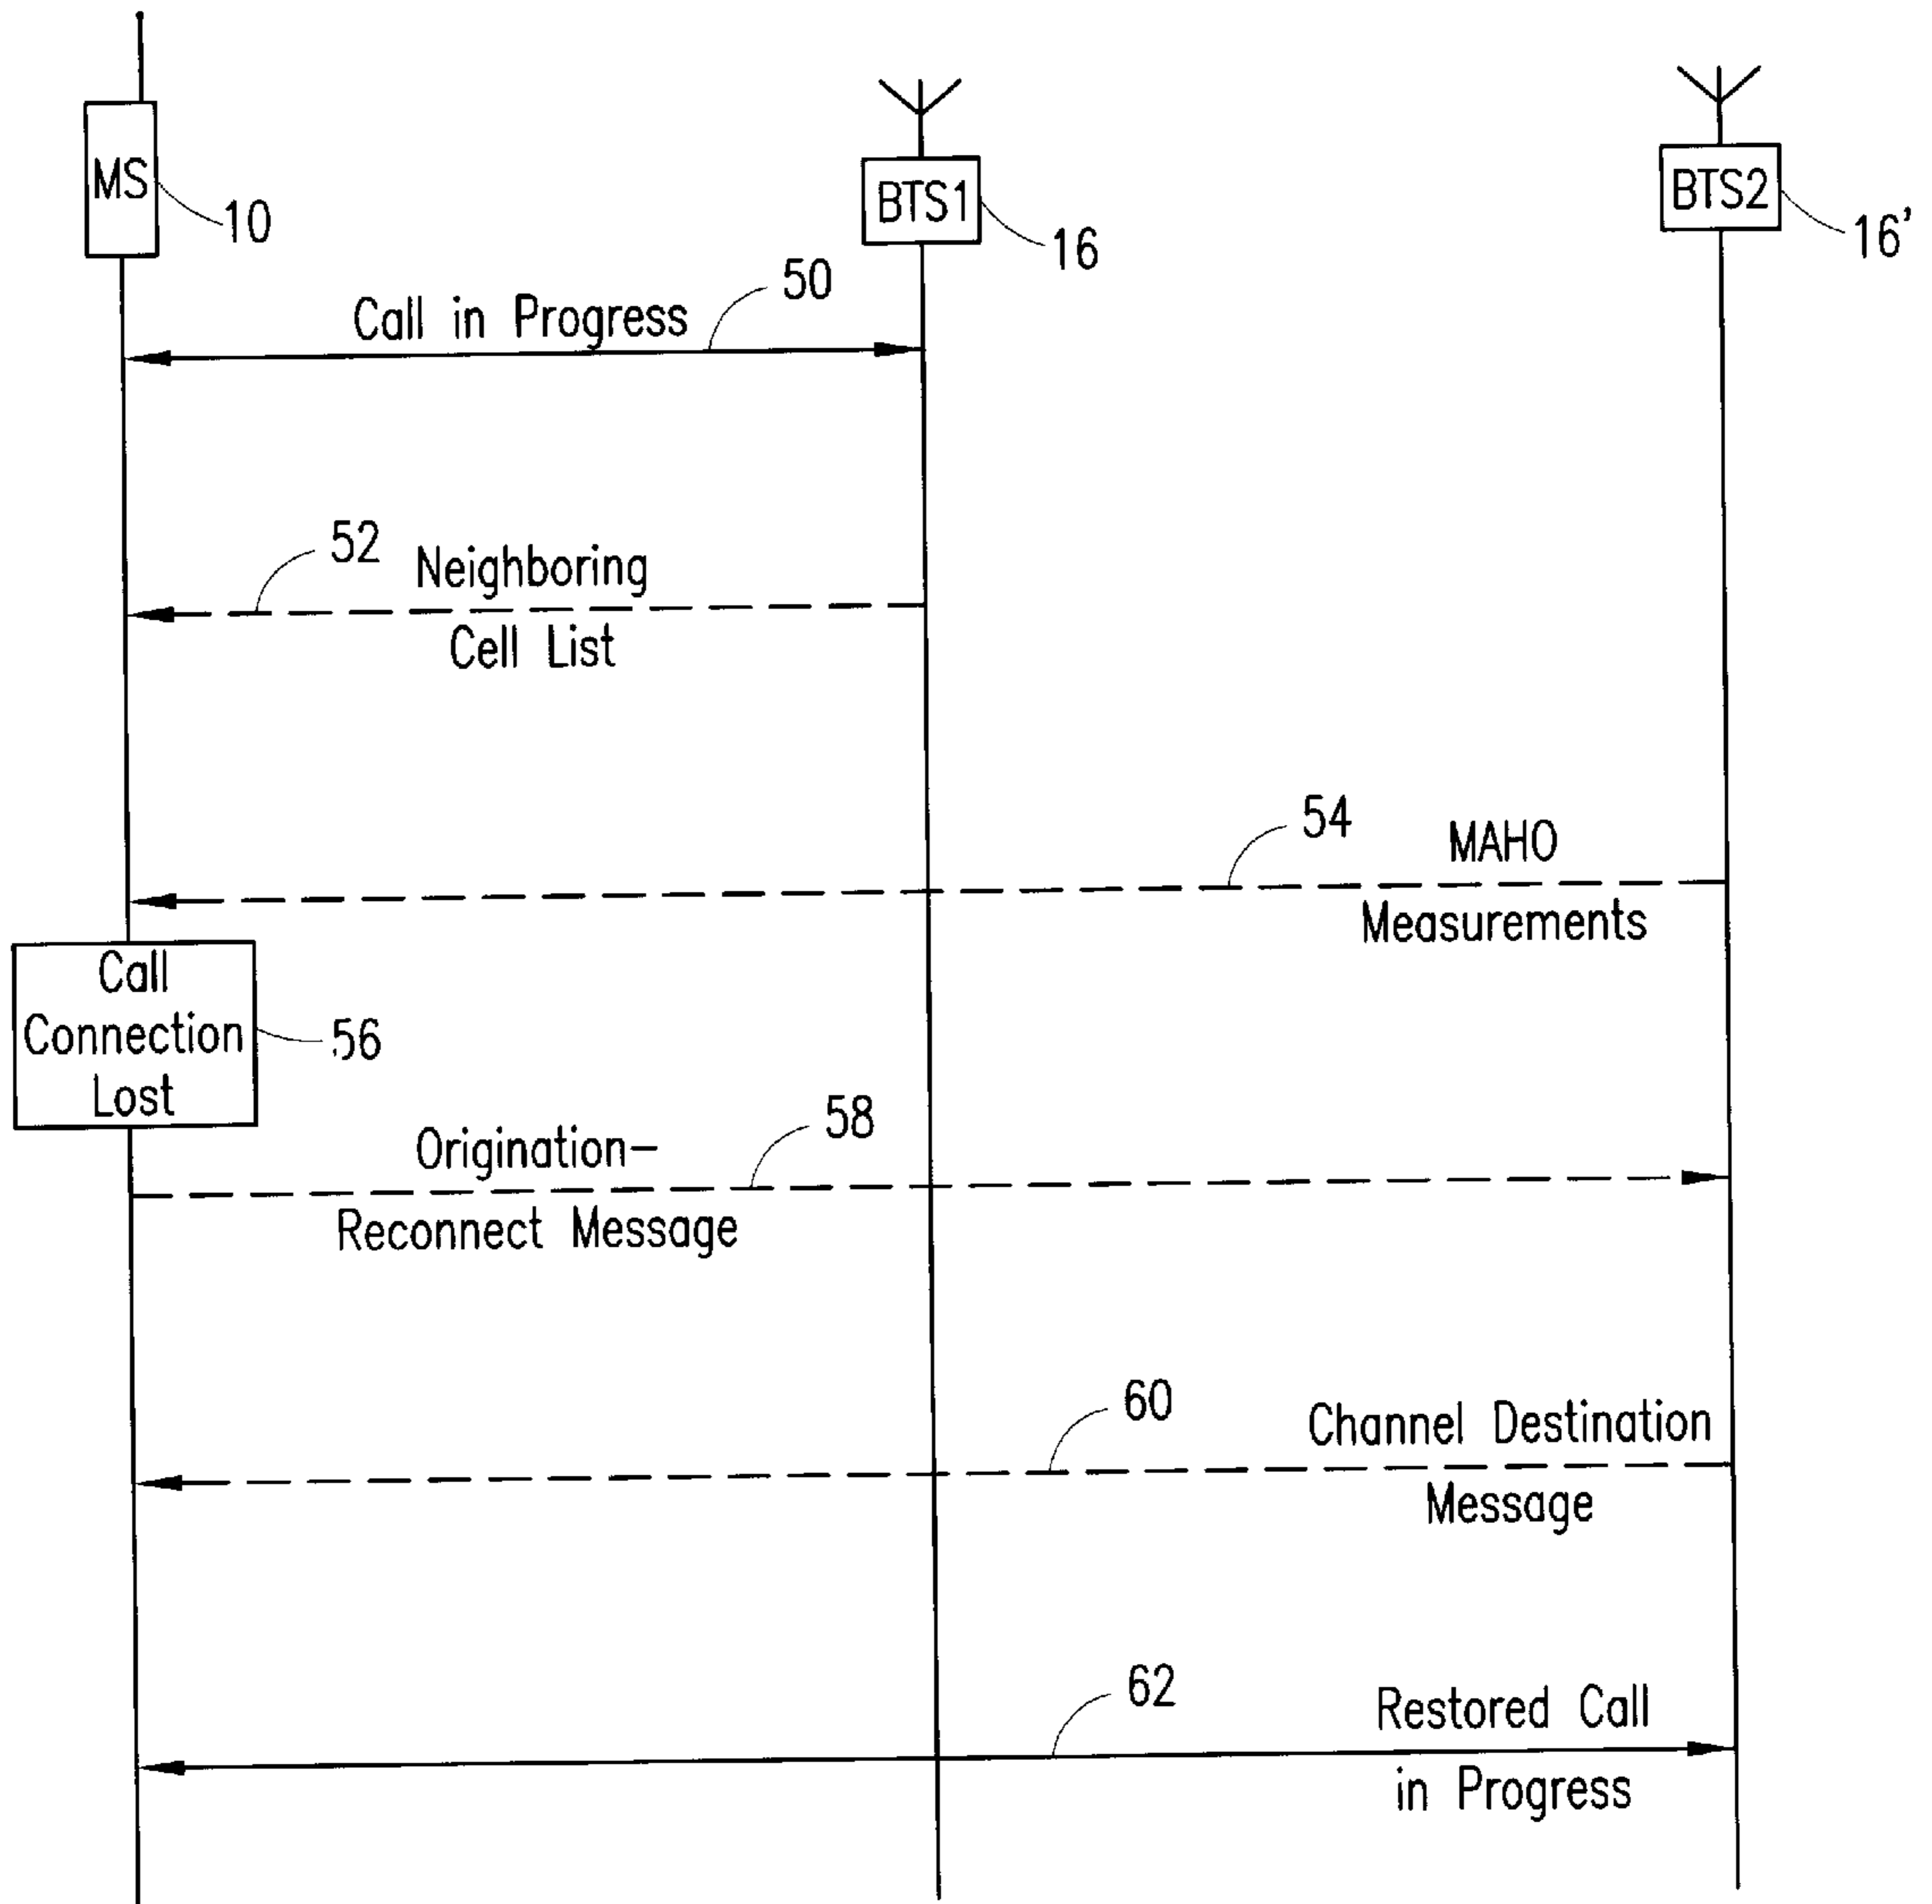 MS
10
BTS1
16
BTS2
16'
50
Call in Progress
52
Neighboring
Cell List
54
MAHO
Measurements
Call
Connection
Lost
56
58
Origination-
Reconnect Message
60
Channel Destination
Message
62
Restored Call
in Progress